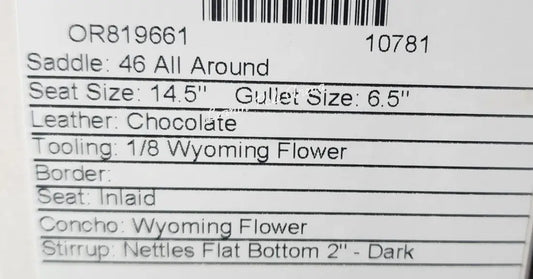 OR819661 10781
Saddle: 46 All Around
Seat Size: 14.5" Gullet Size: 6.5"
Leather: Chocolate
Tooling: 1/8 Wyoming Flower
Border:
Seat: Inlaid
Concho: Wyoming Flower
Stirrup: Nettles Flat Bottom 2" - Dark